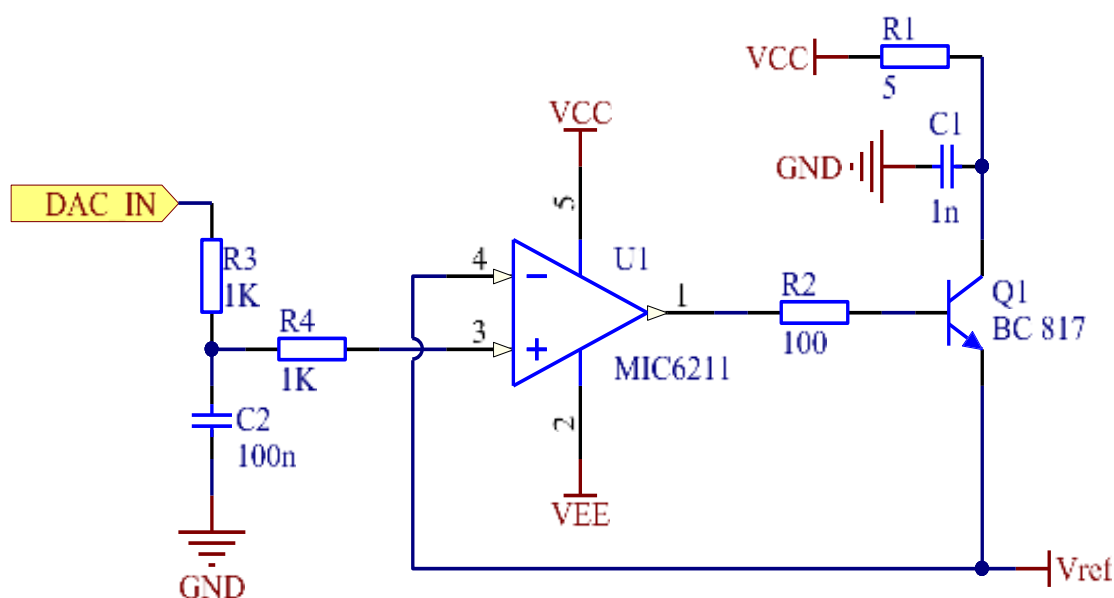 R1
VCC
5
VCC
C1
GND
1n
DAC IN
5
R3
1K
4
U1
1
R2
Q1
BC 817
R4
3
100
1K
MIC6211
C2
100n
2
VEE
GND
Vref